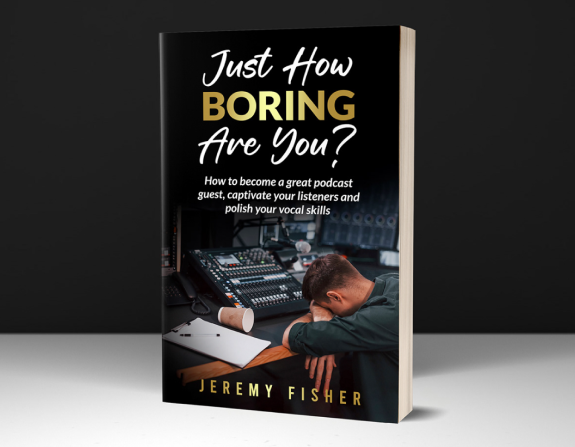 Just How
BORING
Are You?
How to become a great podcast
guest, captivate your listeners and
polish your vocal skills
JEREMY FISHER